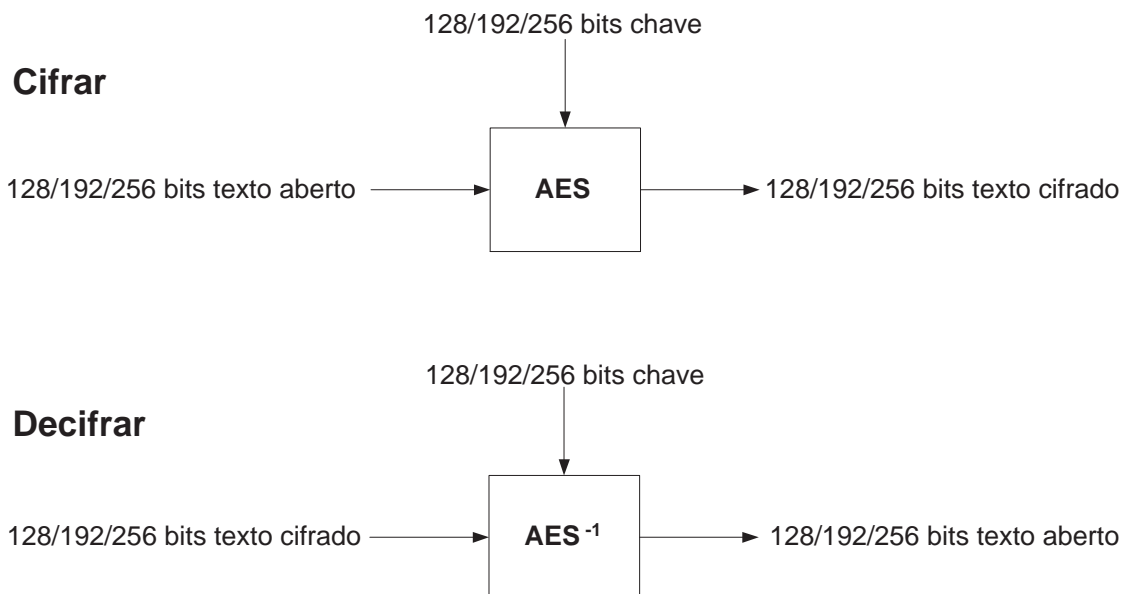 128/192/256 bits chave
Cifrar
128/192/256 bits texto aberto
AES
128/192/256 bits texto cifrado
128/192/256 bits chave
Decifrar
128/192/256 bits texto cifrado
AES -1
128/192/256 bits texto aberto